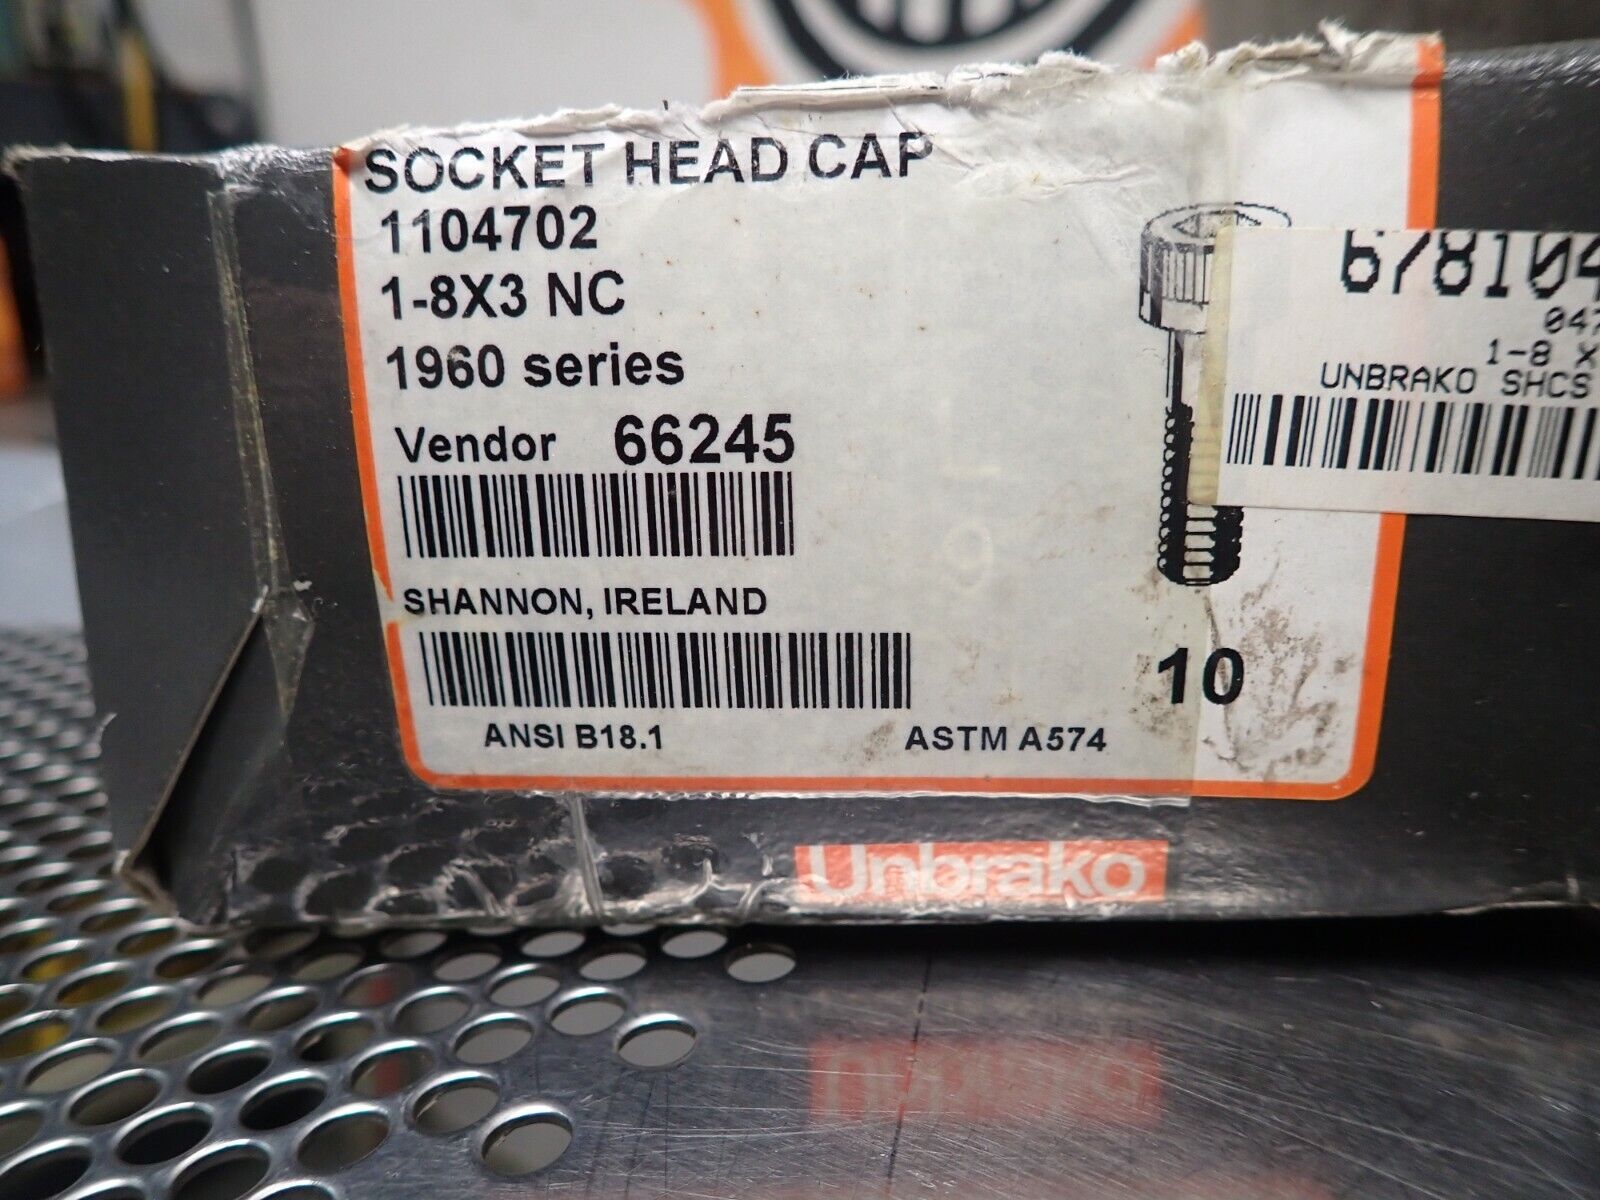 SOCKET HEAD CAP
1104702
1-8X3 NC
1960 series
Vendor 66245
SHANNON, IRELAND
ANSI B18.1
ASTM A574
10
678104
047
1-8 X
UNBRAKO SHCS
Unbrako